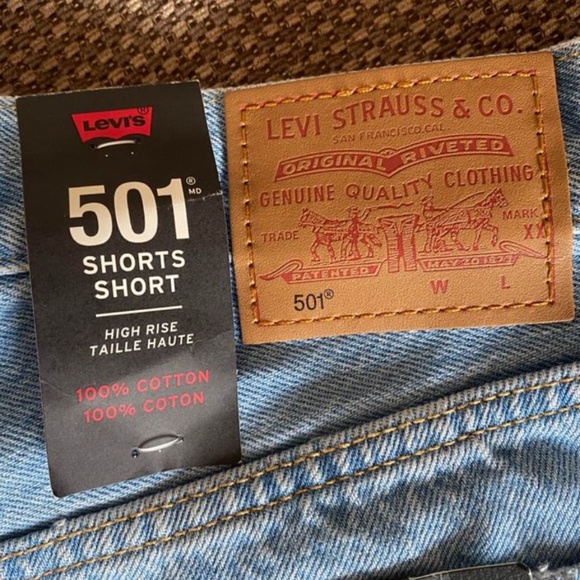 LEVI'S®
501® MD
SHORTS
SHORT
HIGH RISE
TAILLE HAUTE
100% COTTON
100% COTON
LEVI STRAUSS & CO.
SAN FRANCISCO, CAL.
ORIGINAL RIVETED
GENUINE QUALITY CLOTHING
TRADE MARK
XX
PATENTED MAY 20 1873
501® W L